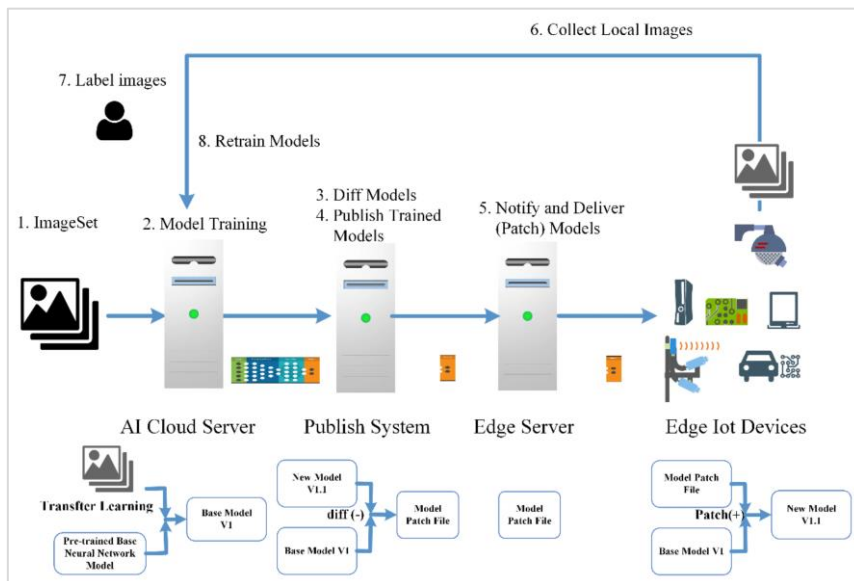 6. Collect Local Images
7. Label images
8. Retrain Models
1. ImageSet
2. Model Training
3. Diff Models
4. Publish Trained
Models
5. Notify and Deliver
(Patch) Models
AI Cloud Server
Publish System
Edge Server
Edge Iot Devices
Transfter Learning
Pre-trained Base
Neural Network
Model
Base Model
V1
New Model
V1.1
diff (-)
Base Model V1
Model
Patch File
Model
Patch File
Model Patch
File
Patch(+)
Base Model V1
New Model
V1.1